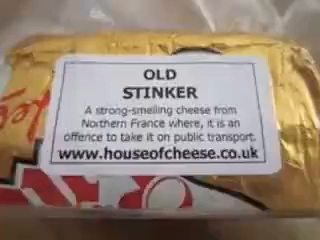 OLD
STINKER
A strong-smelling cheese from
Northern France where, it is an
offence to take it on public transport.
www.houseofcheese.co.uk